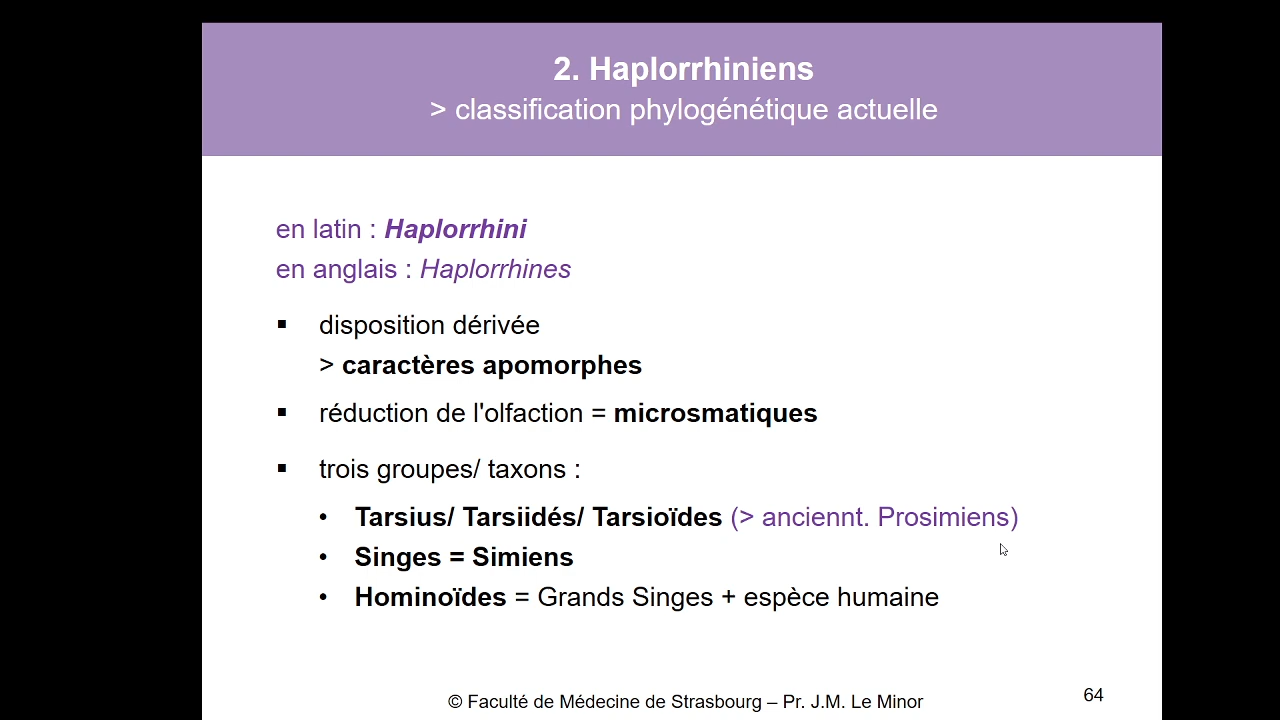 2. Haplorrhiniens
> classification phylogénétique actuelle
en latin : Haplorrhini
en anglais : Haplorrhines
▪ disposition dérivée
> caractères apomorphes
▪ réduction de l'olfaction = microsmatiques
▪ trois groupes/ taxons :
• Tarsius/ Tarsiidés/ Tarsioïdes (> anciennt. Prosimiens)
• Singes = Simiens
• Hominoïdes = Grands Singes + espèce humaine
© Faculté de Médecine de Strasbourg – Pr. J.M. Le Minor
64